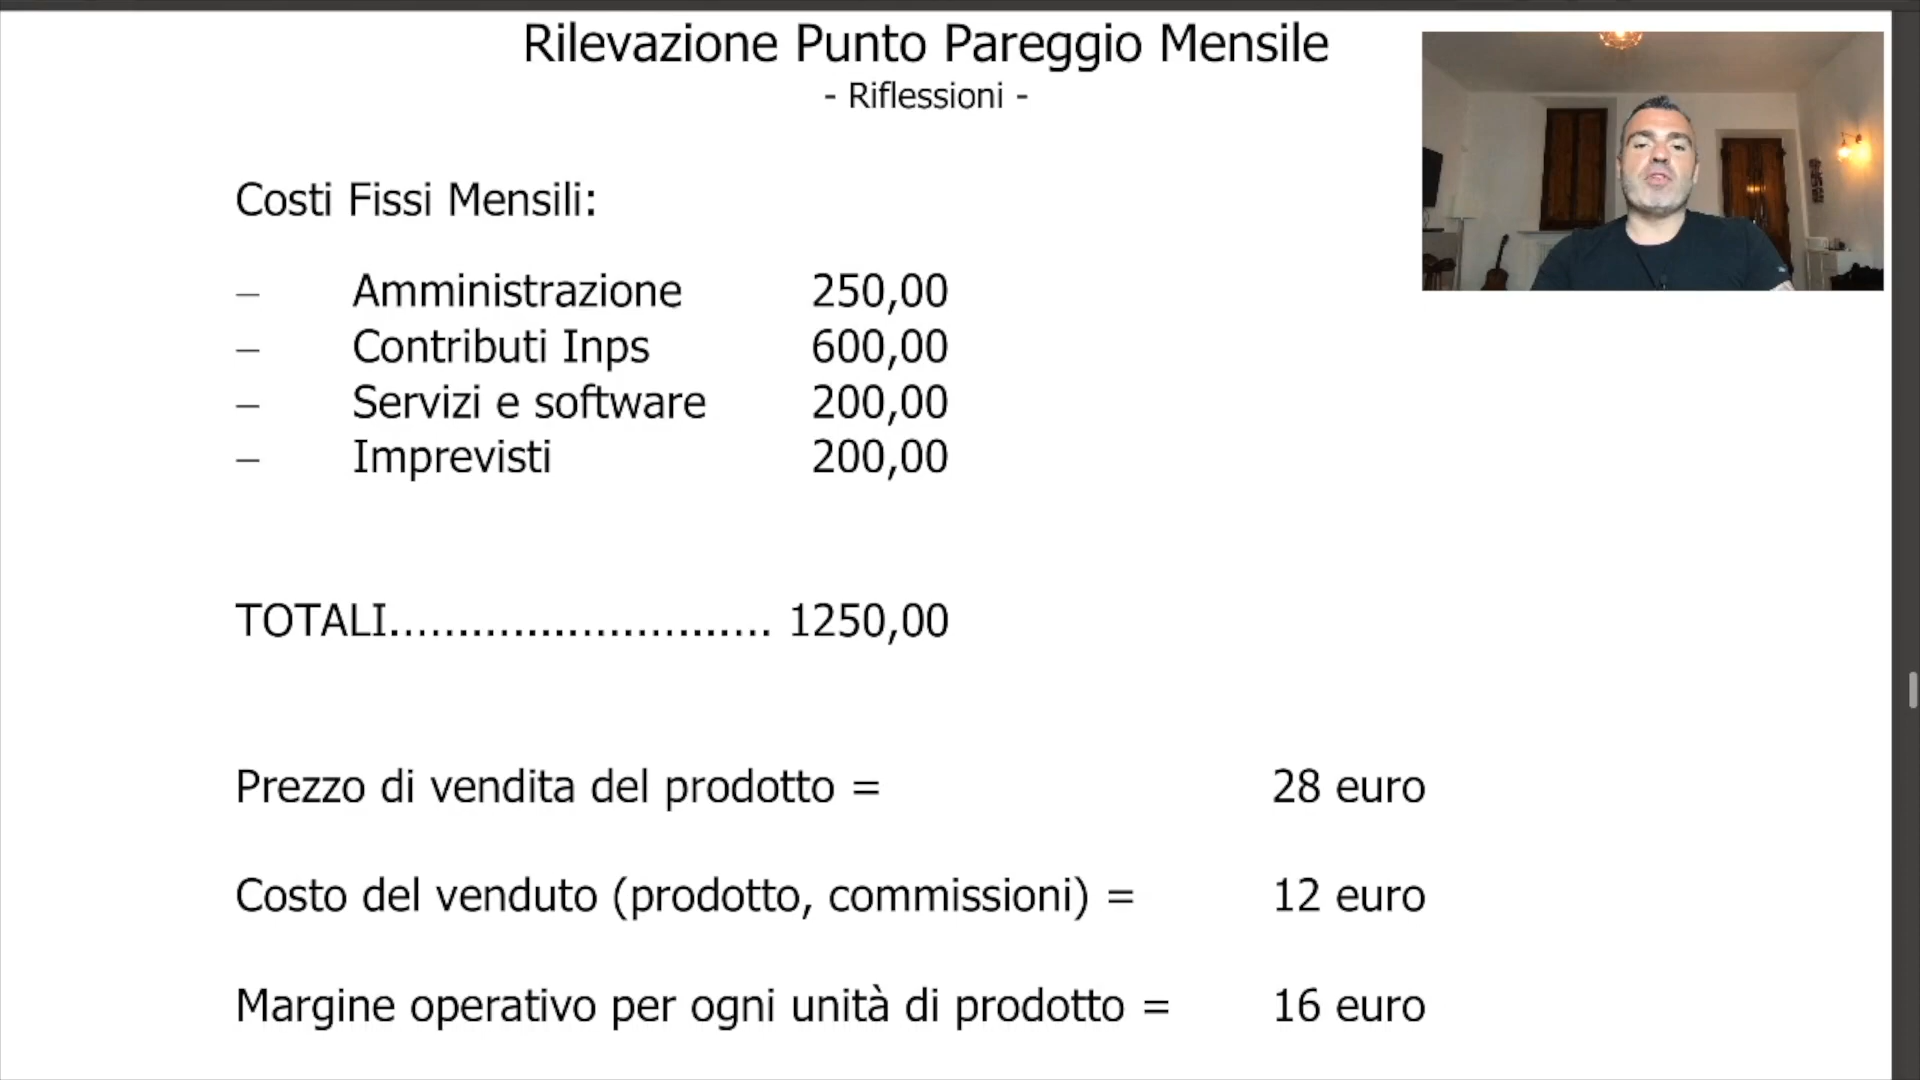 Rilevazione Punto Pareggio Mensile
- Riflessioni -
Costi Fissi Mensili:
– Amministrazione 250,00
– Contributi Inps 600,00
– Servizi e software 200,00
– Imprevisti 200,00
TOTALI............................ 1250,00
Prezzo di vendita del prodotto = 28 euro
Costo del venduto (prodotto, commissioni) = 12 euro
Margine operativo per ogni unità di prodotto = 16 euro